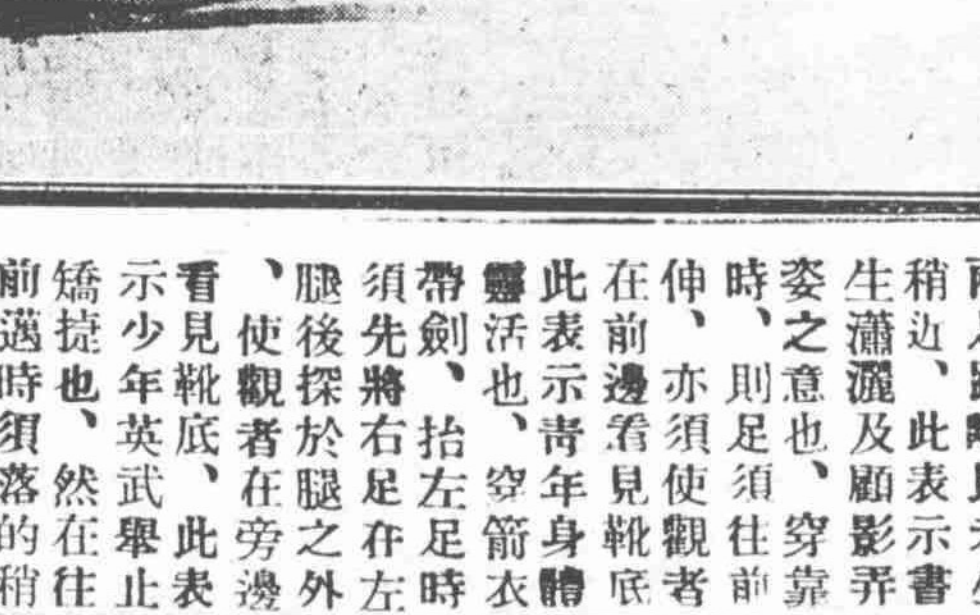 稍近、此表示書
生瀟灑及顧影弄
姿之意也、穿靠
時、則足須往前
伸、亦須使觀者
在前邊看見靴底
此表示靑年身體
靈活也、空箭衣
帶劍、抬左足時
須先將右足在左
腿後探於腿之外
、使觀者在旁邊
看見靴底、此表
示少年英武舉止
矯捷也、然在往
前邁時須落的稍